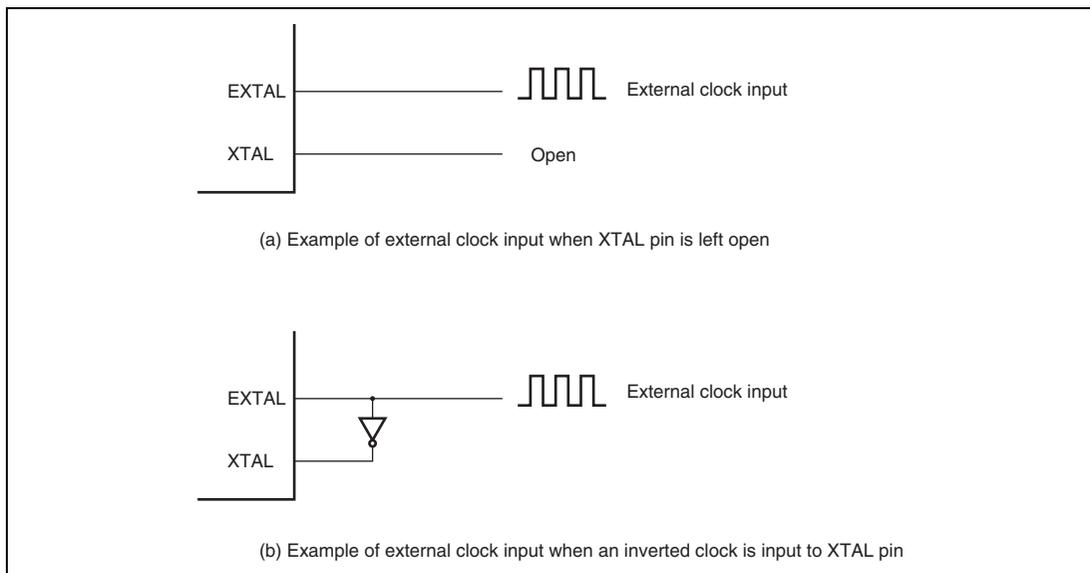 EXTAL External clock input
XTAL Open
(a) Example of external clock input when XTAL pin is left open
EXTAL External clock input
XTAL
(b) Example of external clock input when an inverted clock is input to XTAL pin